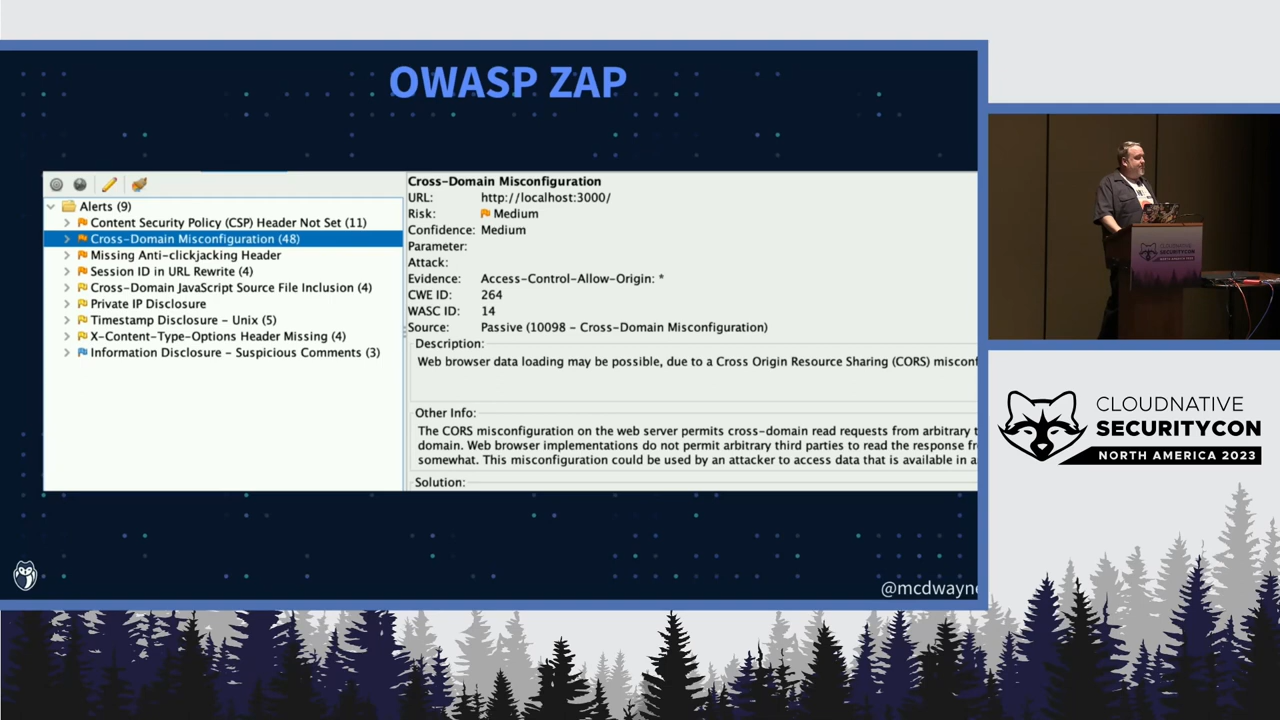 OWASP ZAP
Alerts (9)
Content Security Policy (CSP) Header Not Set (11)
Cross-Domain Misconfiguration (48)
Missing Anti-clickjacking Header
Session ID in URL Rewrite (4)
Cross-Domain JavaScript Source File Inclusion (4)
Private IP Disclosure
Timestamp Disclosure - Unix (5)
X-Content-Type-Options Header Missing (4)
Information Disclosure - Suspicious Comments (3)
Cross-Domain Misconfiguration
URL: http://localhost:3000/
Risk: Medium
Confidence: Medium
Parameter:
Attack:
Evidence: Access-Control-Allow-Origin: *
CWE ID: 264
WASC ID: 14
Source: Passive (10098 - Cross-Domain Misconfiguration)
Description:
Web browser data loading may be possible, due to a Cross Origin Resource Sharing (CORS) misconf
Other Info:
The CORS misconfiguration on the web server permits cross-domain read requests from arbitrary t
domain. Web browser implementations do not permit arbitrary third parties to read the response fr
somewhat. This misconfiguration could be used by an attacker to access data that is available in a
Solution:
@mcdwayne
CLOUDNATIVE
SECURITYCON
NORTH AMERICA 2023
CLOUDNATIVE
SECURITYCON
NORTH AMERICA 2023